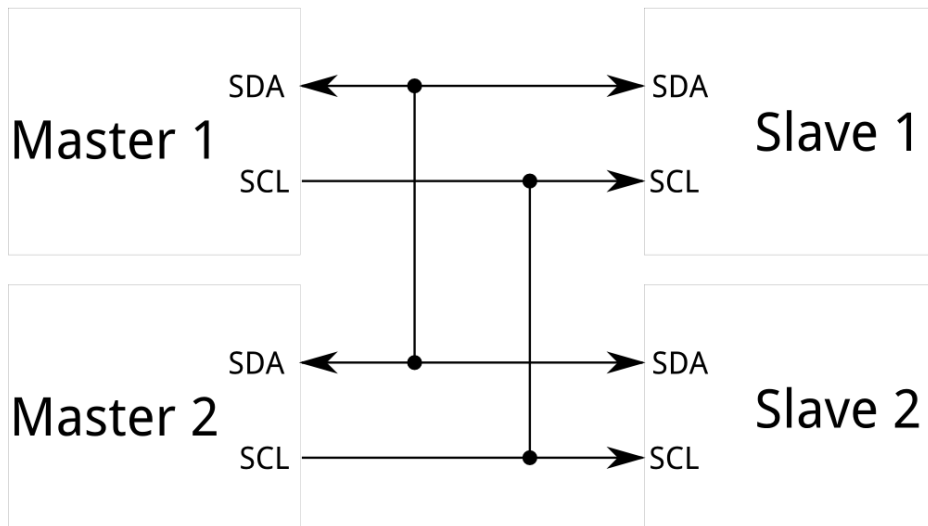 SDA
Master 1
SCL
SDA
Slave 1
SCL
SDA
Master 2
SCL
SDA
Slave 2
SCL